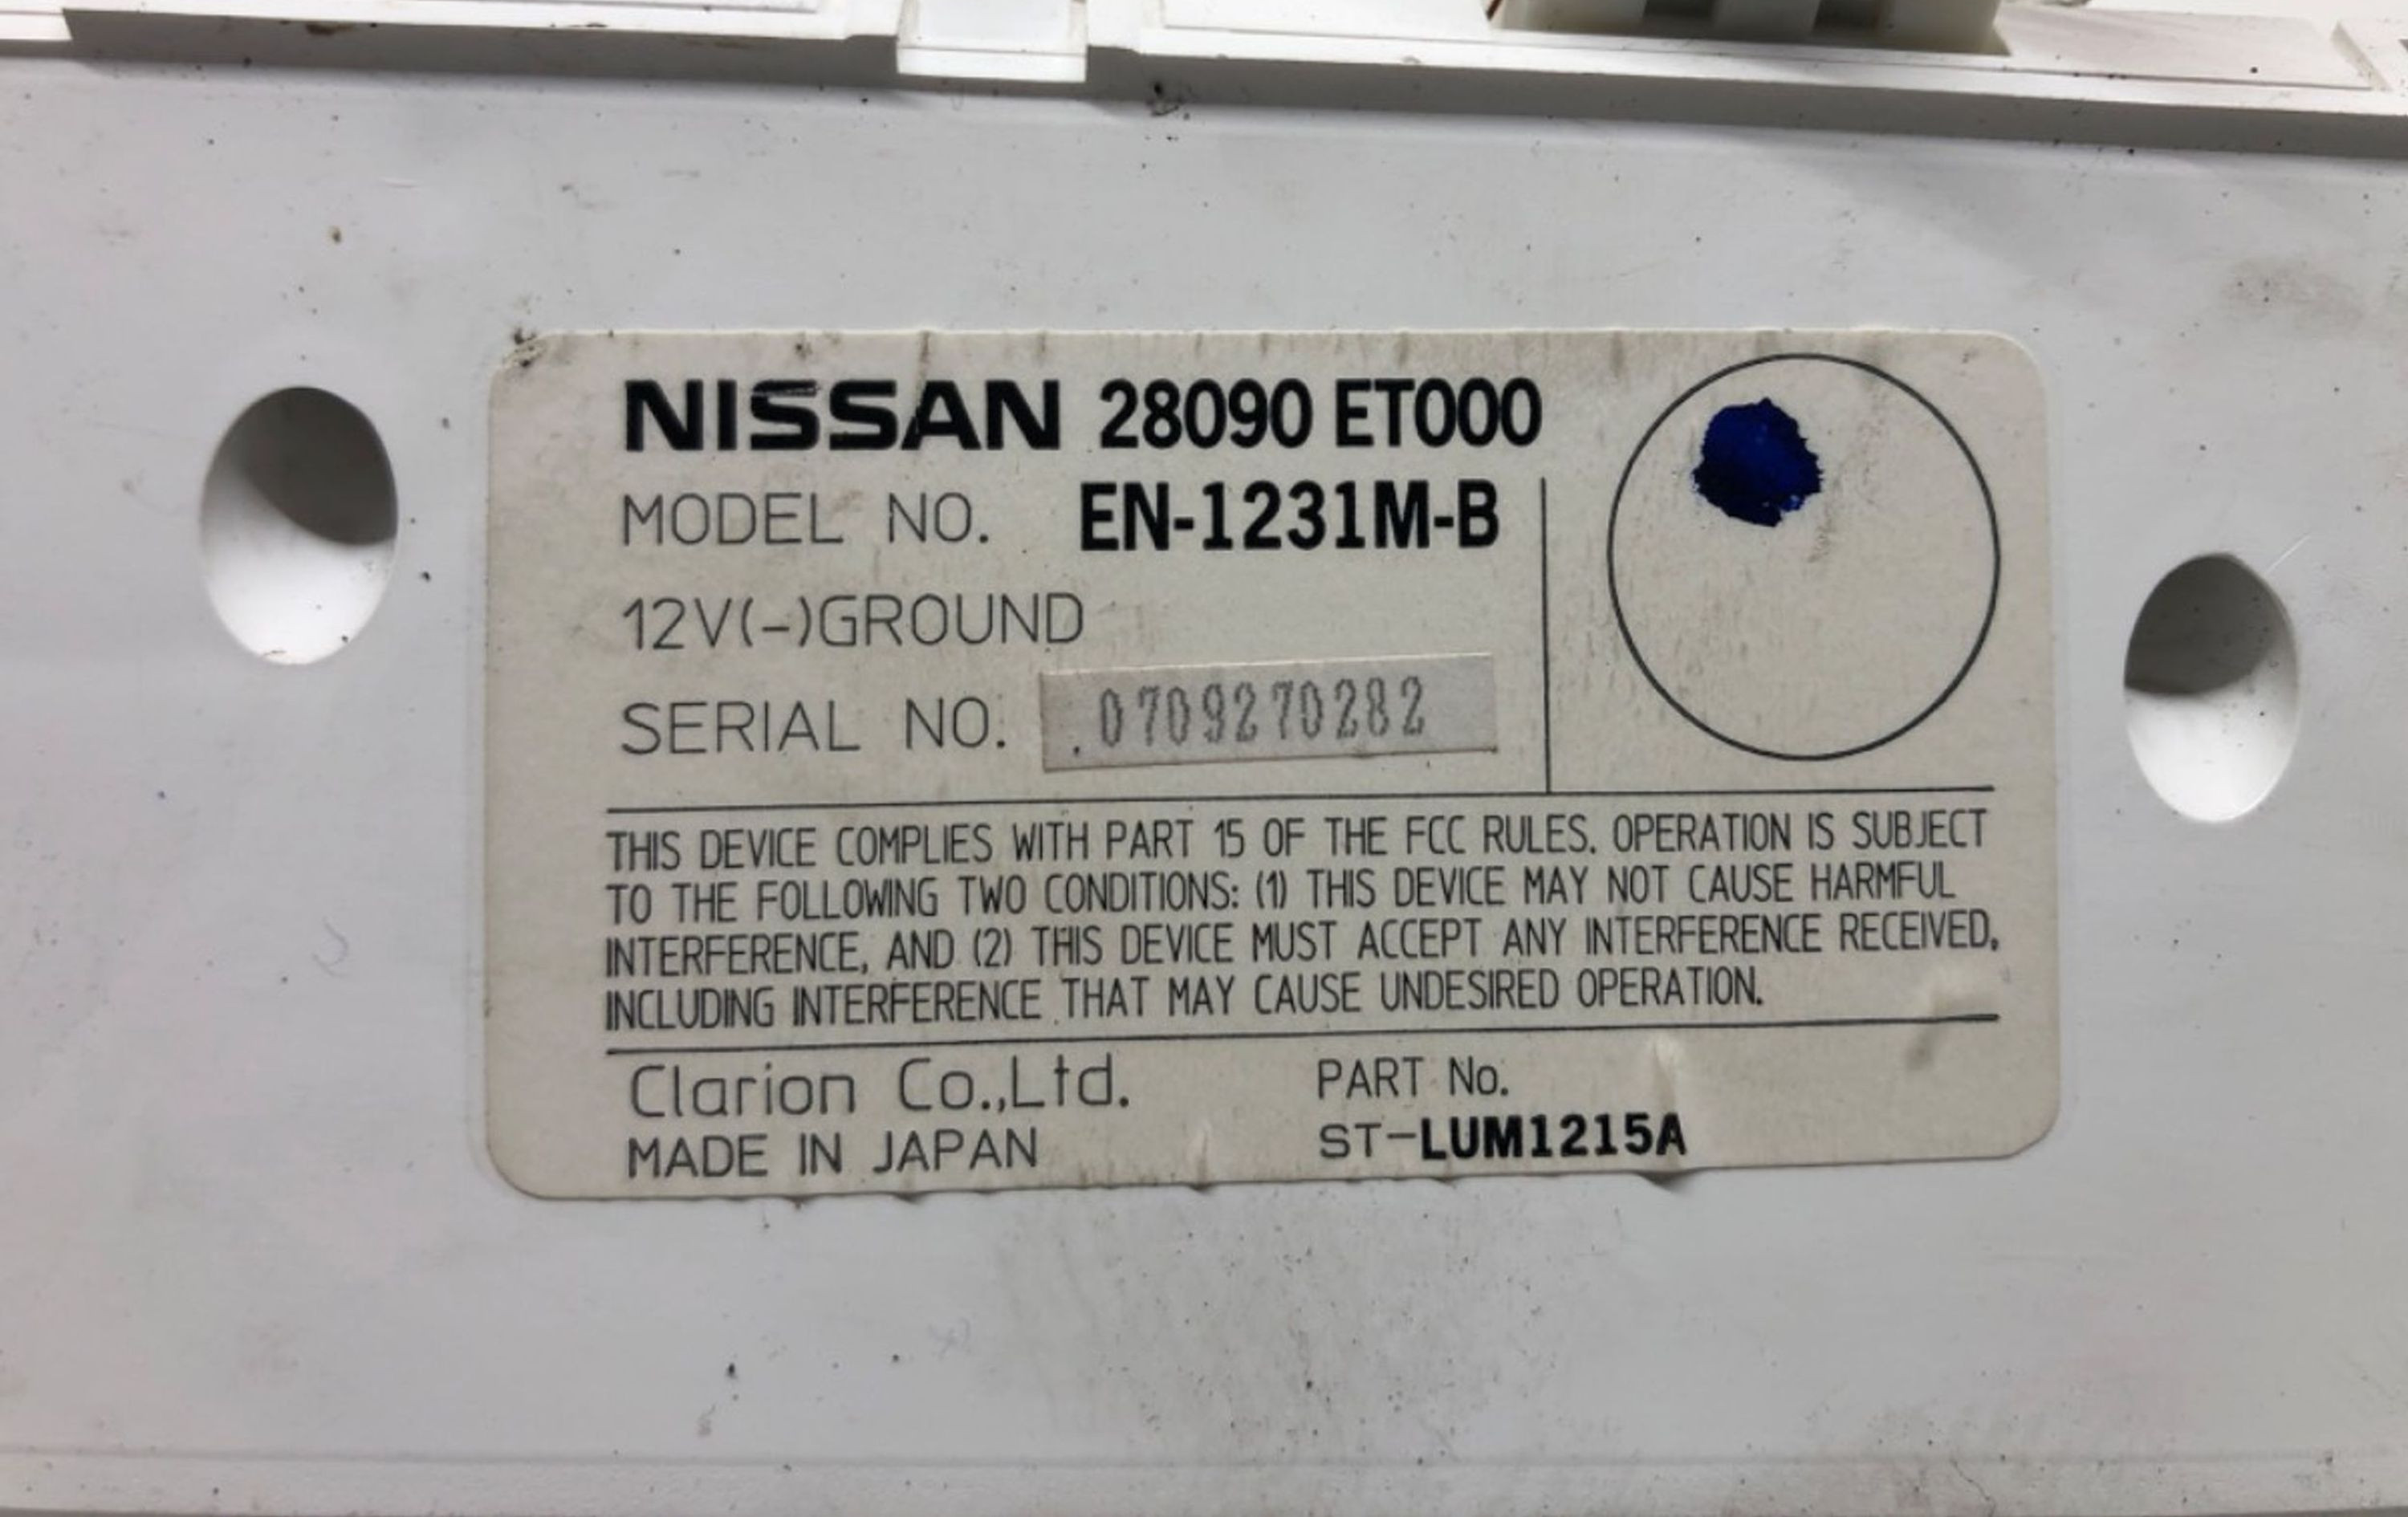 NISSAN 28090 ET000
MODEL NO. EN-1231M-B
12V(-)GROUND
SERIAL NO. .0709270282
THIS DEVICE COMPLIES WITH PART 15 OF THE FCC RULES. OPERATION IS SUBJECT
TO THE FOLLOWING TWO CONDITIONS: (1) THIS DEVICE MAY NOT CAUSE HARMFUL
INTERFERENCE, AND (2) THIS DEVICE MUST ACCEPT ANY INTERFERENCE RECEIVED,
INCLUDING INTERFERENCE THAT MAY CAUSE UNDESIRED OPERATION.
Clarion Co.,Ltd.
MADE IN JAPAN
PART No.
ST-LUM1215A